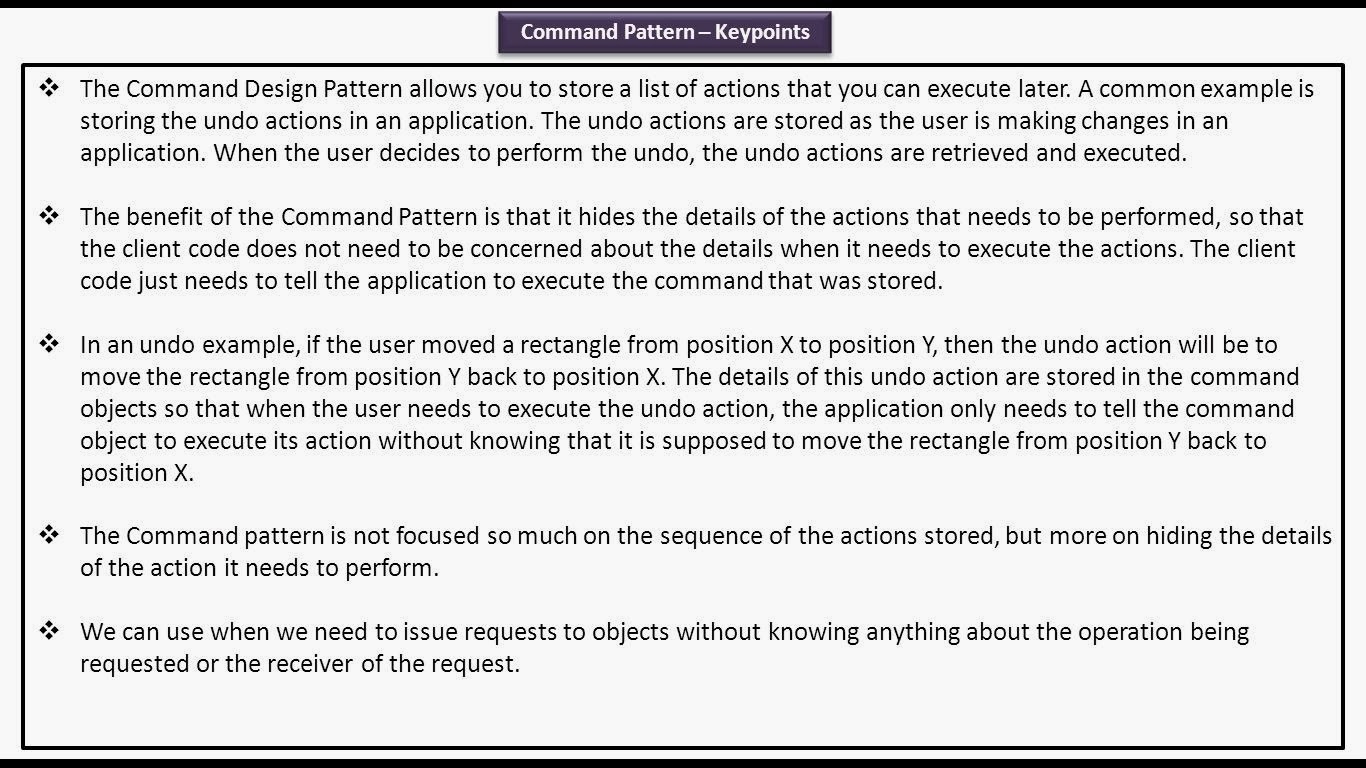 Command Pattern – Keypoints
❖ The Command Design Pattern allows you to store a list of actions that you can execute later. A common example is
storing the undo actions in an application. The undo actions are stored as the user is making changes in an
application. When the user decides to perform the undo, the undo actions are retrieved and executed.
❖ The benefit of the Command Pattern is that it hides the details of the actions that needs to be performed, so that
the client code does not need to be concerned about the details when it needs to execute the actions. The client
code just needs to tell the application to execute the command that was stored.
❖ In an undo example, if the user moved a rectangle from position X to position Y, then the undo action will be to
move the rectangle from position Y back to position X. The details of this undo action are stored in the command
objects so that when the user needs to execute the undo action, the application only needs to tell the command
object to execute its action without knowing that it is supposed to move the rectangle from position Y back to
position X.
❖ The Command pattern is not focused so much on the sequence of the actions stored, but more on hiding the details
of the action it needs to perform.
❖ We can use when we need to issue requests to objects without knowing anything about the operation being
requested or the receiver of the request.